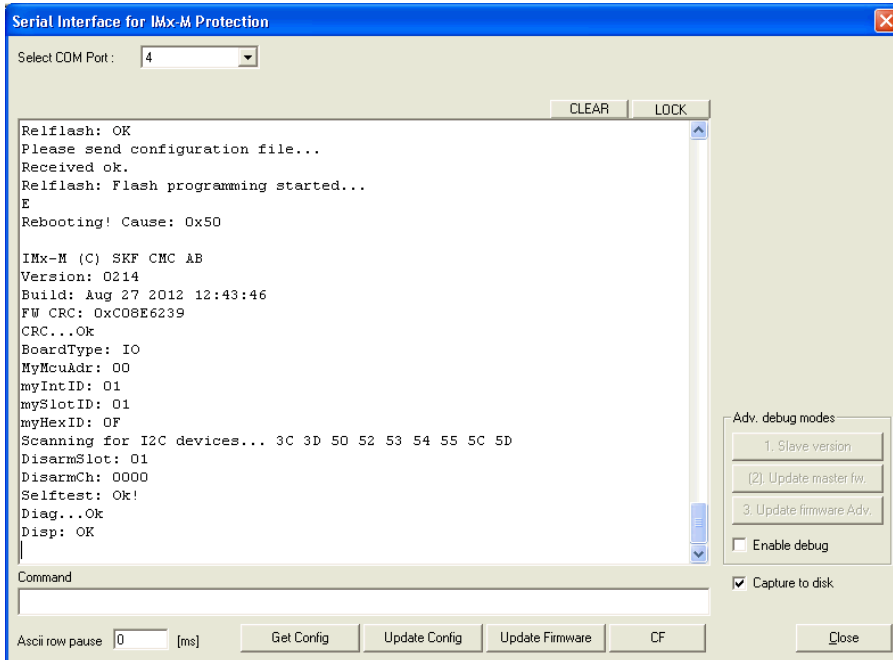 Serial Interface for IMx-M Protection
Select COM Port :
4
CLEAR
LOCK
Relflash: OK
Please send configuration file...
Received ok.
Relflash: Flash programming started...
E
Rebooting! Cause: 0x50
IMx-M (C) SKF CMC AB
Version: 0214
Build: Aug 27 2012 12:43:46
FW CRC: 0xC08E6239
CRC...Ok
BoardType: IO
MyMcuAdr: 00
myIntID: 01
mySlotID: 01
myHexID: 0F
Scanning for I2C devices... 3C 3D 50 52 53 54 55 5C 5D
DisarmSlot: 01
DisarmCh: 0000
Selftest: Ok!
Diag...Ok
Disp: OK
Adv. debug modes
1. Slave version
(2). Update master fw.
3. Update firmware Adv.
Enable debug
Capture to disk
Command
Ascii row pause
0
[ms]
Get Config
Update Config
Update Firmware
CF
Close